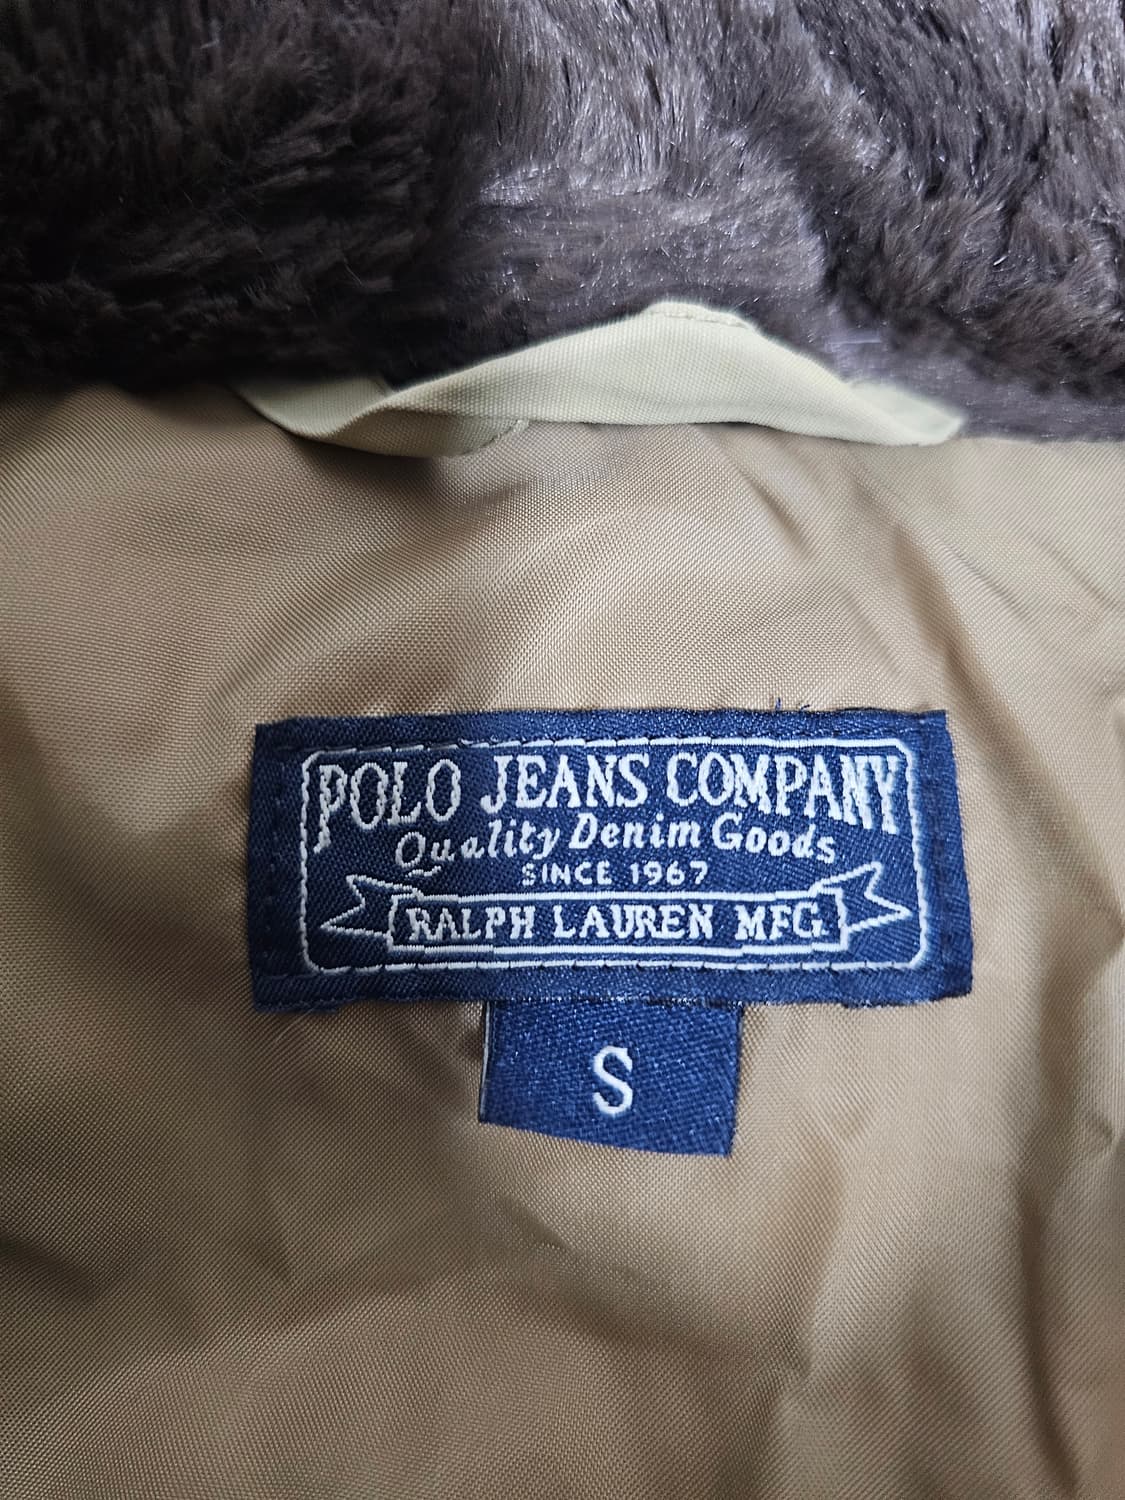 POLO JEANS COMPANY
Quality Denim Goods
SINCE 1967
RALPH LAUREN MFG.
S